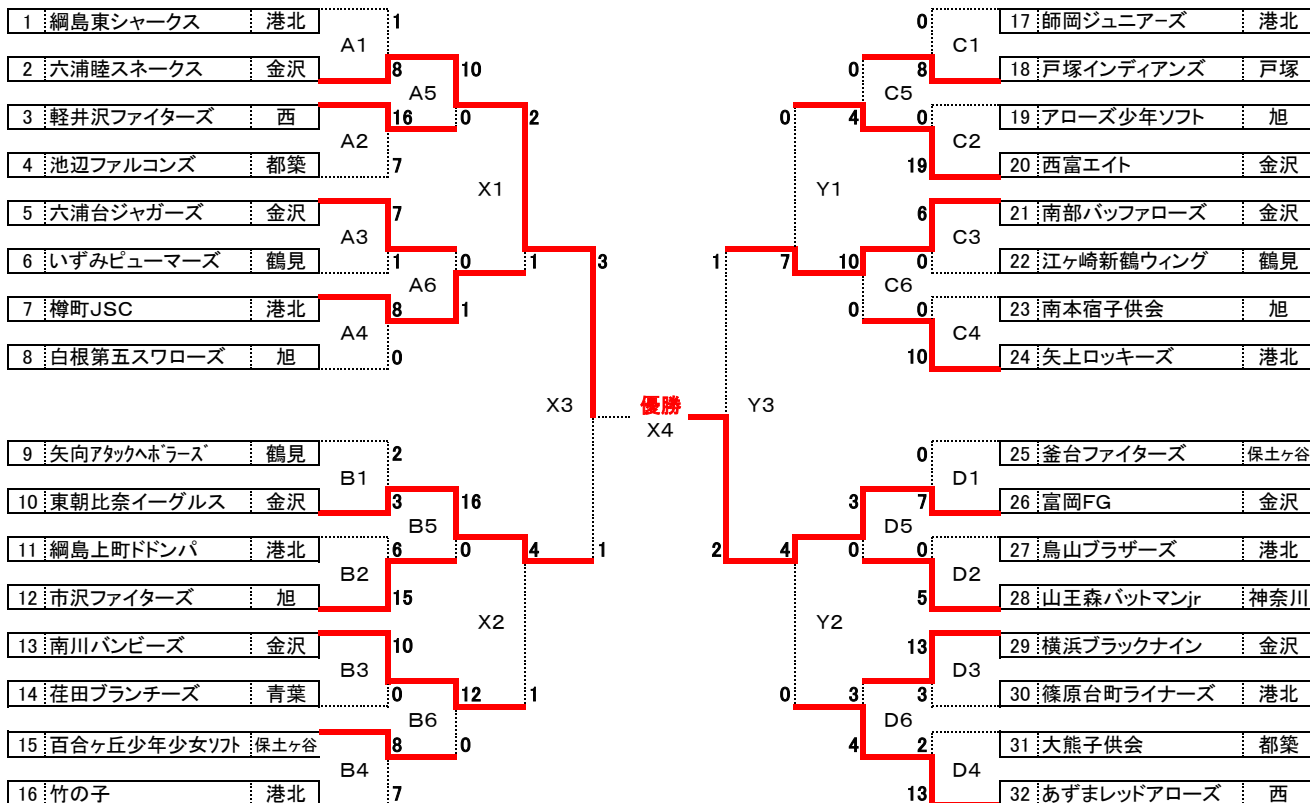 1 綱島東シャークス 港北 1 0 17 師岡ジュニアーズ 港北
A1 C1
2 六浦睦スネークス 金沢 8 10 0 8 18 戸塚インディアンズ 戸塚
A5 C5
3 軽井沢ファイターズ 西 16 0 2 0 4 0 19 アローズ少年ソフト 旭
A2 C2
4 池辺ファルコンズ 都築 7 19 20 西富エイト 金沢
X1 Y1
5 六浦台ジャガーズ 金沢 7 6 21 南部バッファローズ 金沢
A3 C3
6 いずみピューマーズ 鶴見 1 0 1 3 1 7 10 0 22 江ヶ崎新鶴ウィング 鶴見
A6 C6
7 樽町JSC 港北 8 1 0 0 23 南本宿子供会 旭
A4 C4
8 白根第五スワローズ 旭 0 10 24 矢上ロッキーズ 港北
X3 優勝 Y3
X4
9 矢向アタックヘボラーズ 鶴見 2 0 25 釜台ファイターズ 保土ヶ谷
B1 D1
10 東朝比奈イーグルス 金沢 3 16 3 7 26 富岡FG 金沢
B5 D5
11 綱島上町ドドンパ 港北 6 0 4 1 2 4 0 0 27 鳥山ブラザーズ 港北
B2 D2
12 市沢ファイターズ 旭 15 5 28 山王森バットマンjr 神奈川
X2 Y2
13 南川バンビーズ 金沢 10 13 29 横浜ブラックナイン 金沢
B3 D3
14 荏田ブランチーズ 青葉 0 12 1 0 3 3 30 篠原台町ライナーズ 港北
B6 D6
15 百合ヶ丘少年少女ソフト 保土ヶ谷 8 0 4 2 31 大熊子供会 都築
B4 D4
16 竹の子 港北 7 13 32 あずまレッドアローズ 西